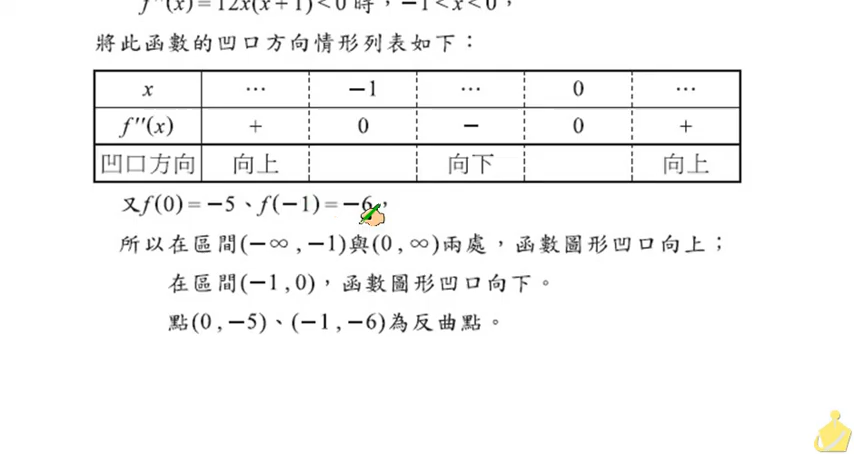 f''(x)=12x(x+1)<0時，−1<x<0，
將此函數的凹口方向情形列表如下：
x … −1 … 0 …
f''(x) + 0 − 0 +
凹口方向 向上 向下 向上
又f(0)=−5、f(−1)=−6，
所以在區間(−∞,−1)與(0,∞)兩處，函數圖形凹口向上；
在區間(−1,0)，函數圖形凹口向下。
點(0,−5)、(−1,−6)為反曲點。